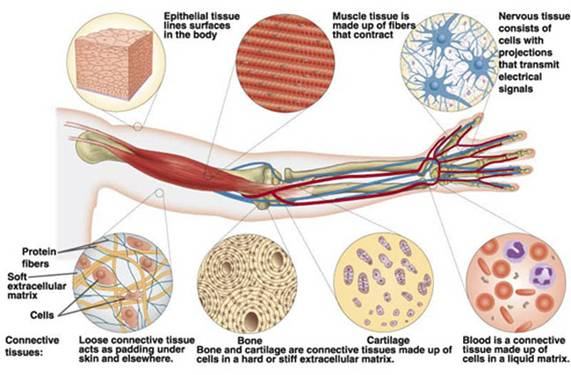 Epithelial tissue
lines surfaces
in the body
Muscle tissue is
made up of fibers
that contract
Nervous tissue
consists of
cells with
projections
that transmit
electrical
signals
Protein
fibers
Soft
extracellular
matrix
Cells
Connective
tissues:
Loose connective tissue
acts as padding under
skin and elsewhere.
Bone
Cartilage
Bone and cartilage are connective tissues made up of
cells in a hard or stiff extracellular matrix.
Blood is a connective
tissue made up of
cells in a liquid matrix.